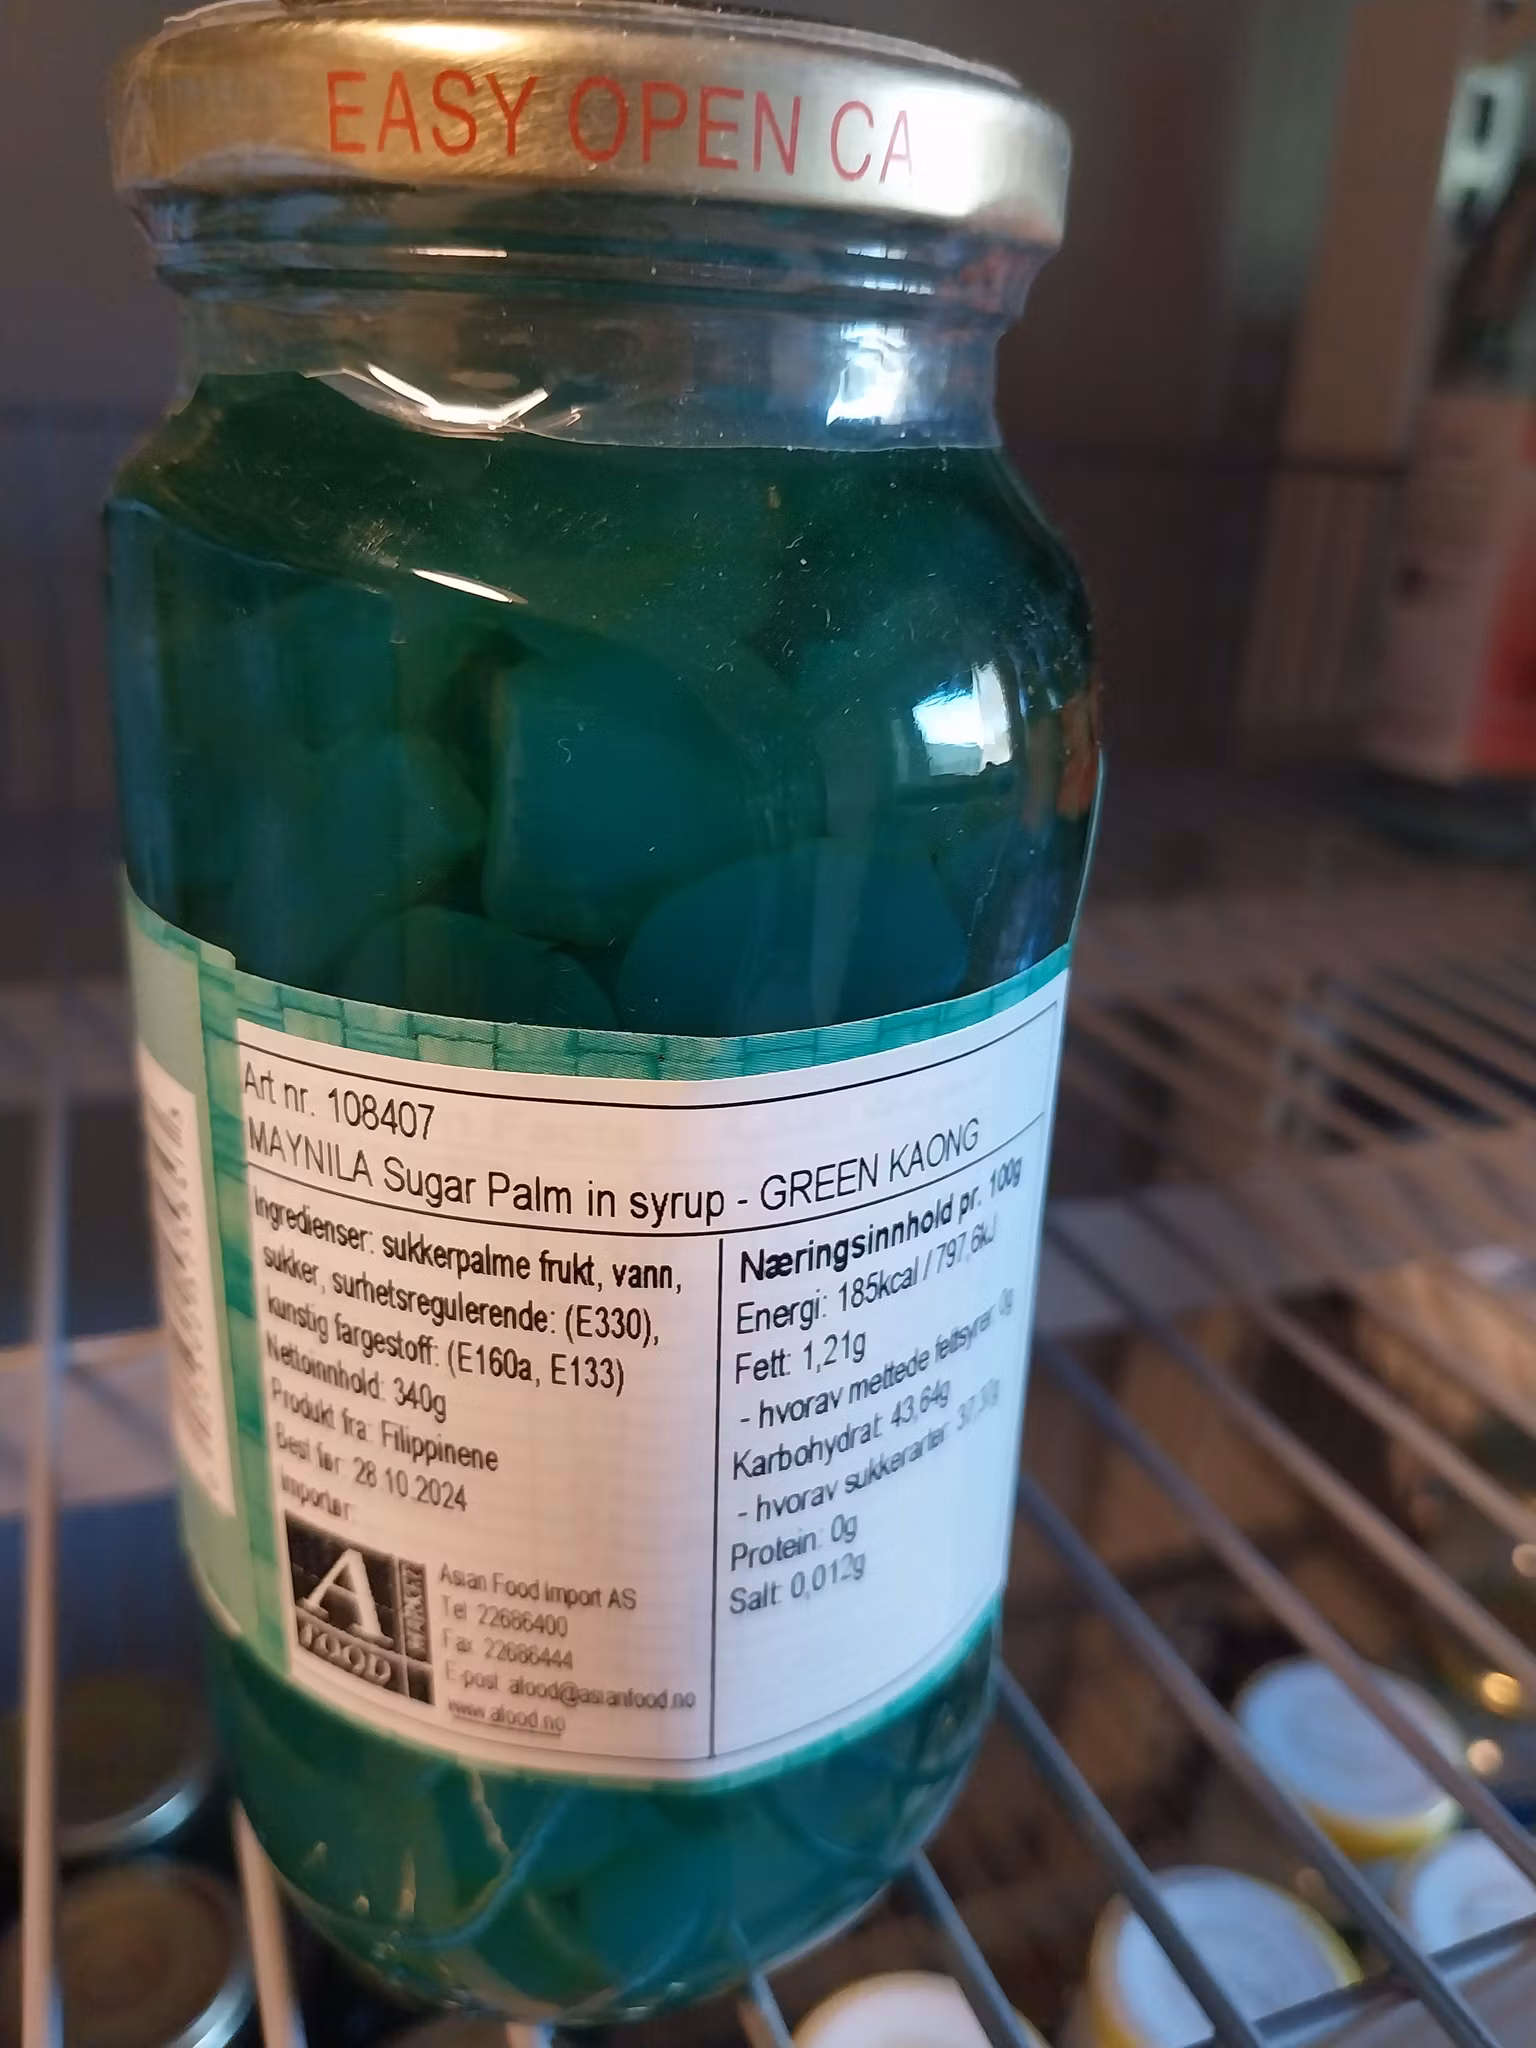 EASY OPEN CA
Art nr. 108407
MAYNILA Sugar Palm in syrup - GREEN KAONG
Ingredienser: sukkerpalme frukt, vann,
sukker, surhetsregulerende: (E330),
kunstig fargestoff: (E160a, E133)
Nettoinnhold: 340g
Produkt fra: Filippinene
Best før: 28.10.2024
Importør:
A
FOOD
MARKET
Asian Food Import AS
Tel 22686400
Fax 22686444
E-post afood@asianfood.no
www.afood.no
Næringsinnhold pr. 100g
Energi: 185kcal / 797,6kJ
Fett: 1,21g
- hvorav mettede fettsyrer: 0g
Karbohydrat: 43,64g
- hvorav sukkerarter:
Protein: 0g
Salt: 0,012g